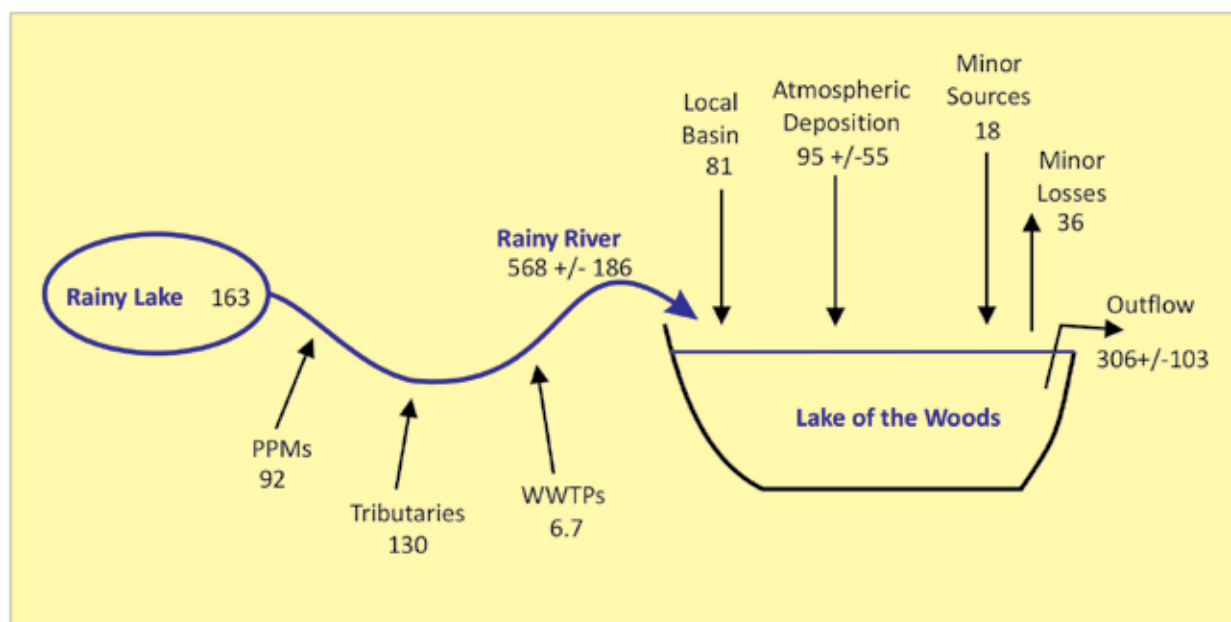 Minor
Sources
18
Atmospheric
Deposition
95 +/-55
Local
Basin
81
Minor
Losses
36
Rainy River
568 +/- 186
Rainy Lake 163
Outflow
306+/-103
Lake of the Woods
PPMs
92
Tributaries
130
WWTPs
6.7